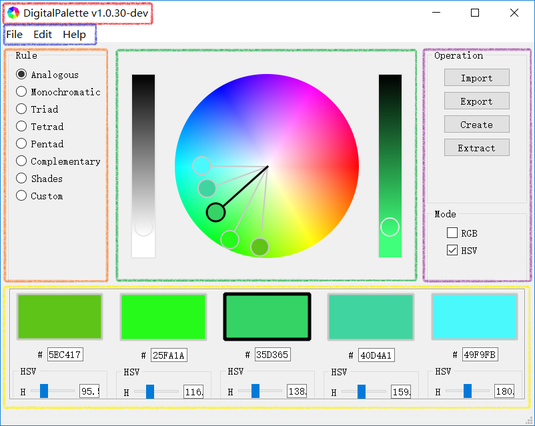 DigitalPalette v1.0.30-dev
File Edit Help
Rule
Analogous
Monochromatic
Triad
Tetrad
Pentad
Complementary
Shades
Custom
Operation
Import
Export
Create
Extract
Mode
RGB
HSV
# 5EC417 # 25FA1A # 35D365 # 40D4A1 # 49F9FB
HSV HSV HSV HSV HSV
H 95. H 116. H 138. H 159. H 180.